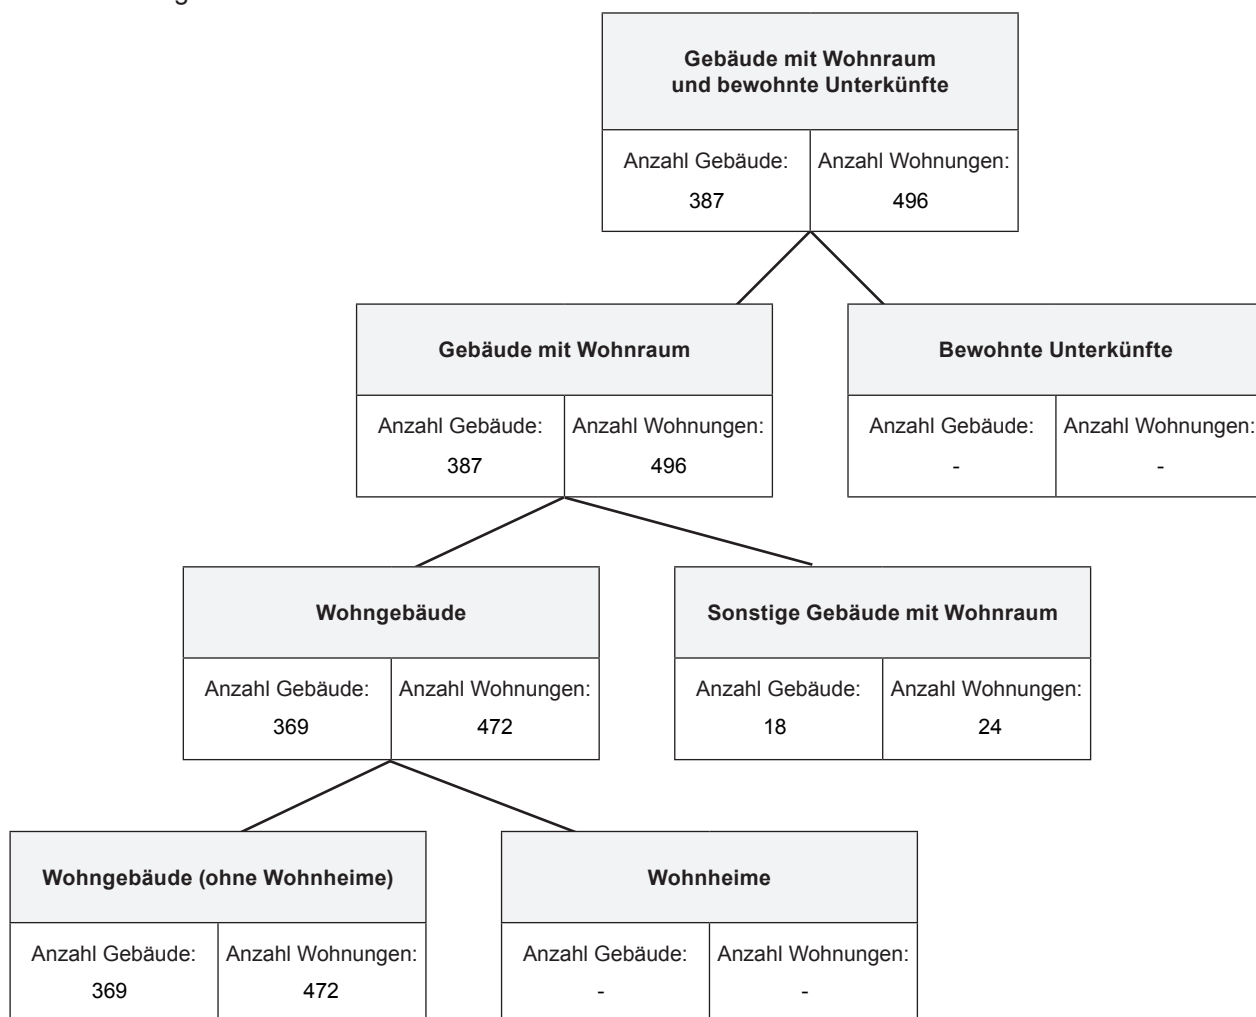 Gebäude mit Wohnraum
und bewohnte Unterkünfte
Anzahl Gebäude: Anzahl Wohnungen:
387 496
Gebäude mit Wohnraum
Anzahl Gebäude: Anzahl Wohnungen:
387 496
Bewohnte Unterkünfte
Anzahl Gebäude: Anzahl Wohnungen:
- -
Wohngebäude
Anzahl Gebäude: Anzahl Wohnungen:
369 472
Sonstige Gebäude mit Wohnraum
Anzahl Gebäude: Anzahl Wohnungen:
18 24
Wohngebäude (ohne Wohnheime)
Anzahl Gebäude: Anzahl Wohnungen:
369 472
Wohnheime
Anzahl Gebäude: Anzahl Wohnungen:
- -